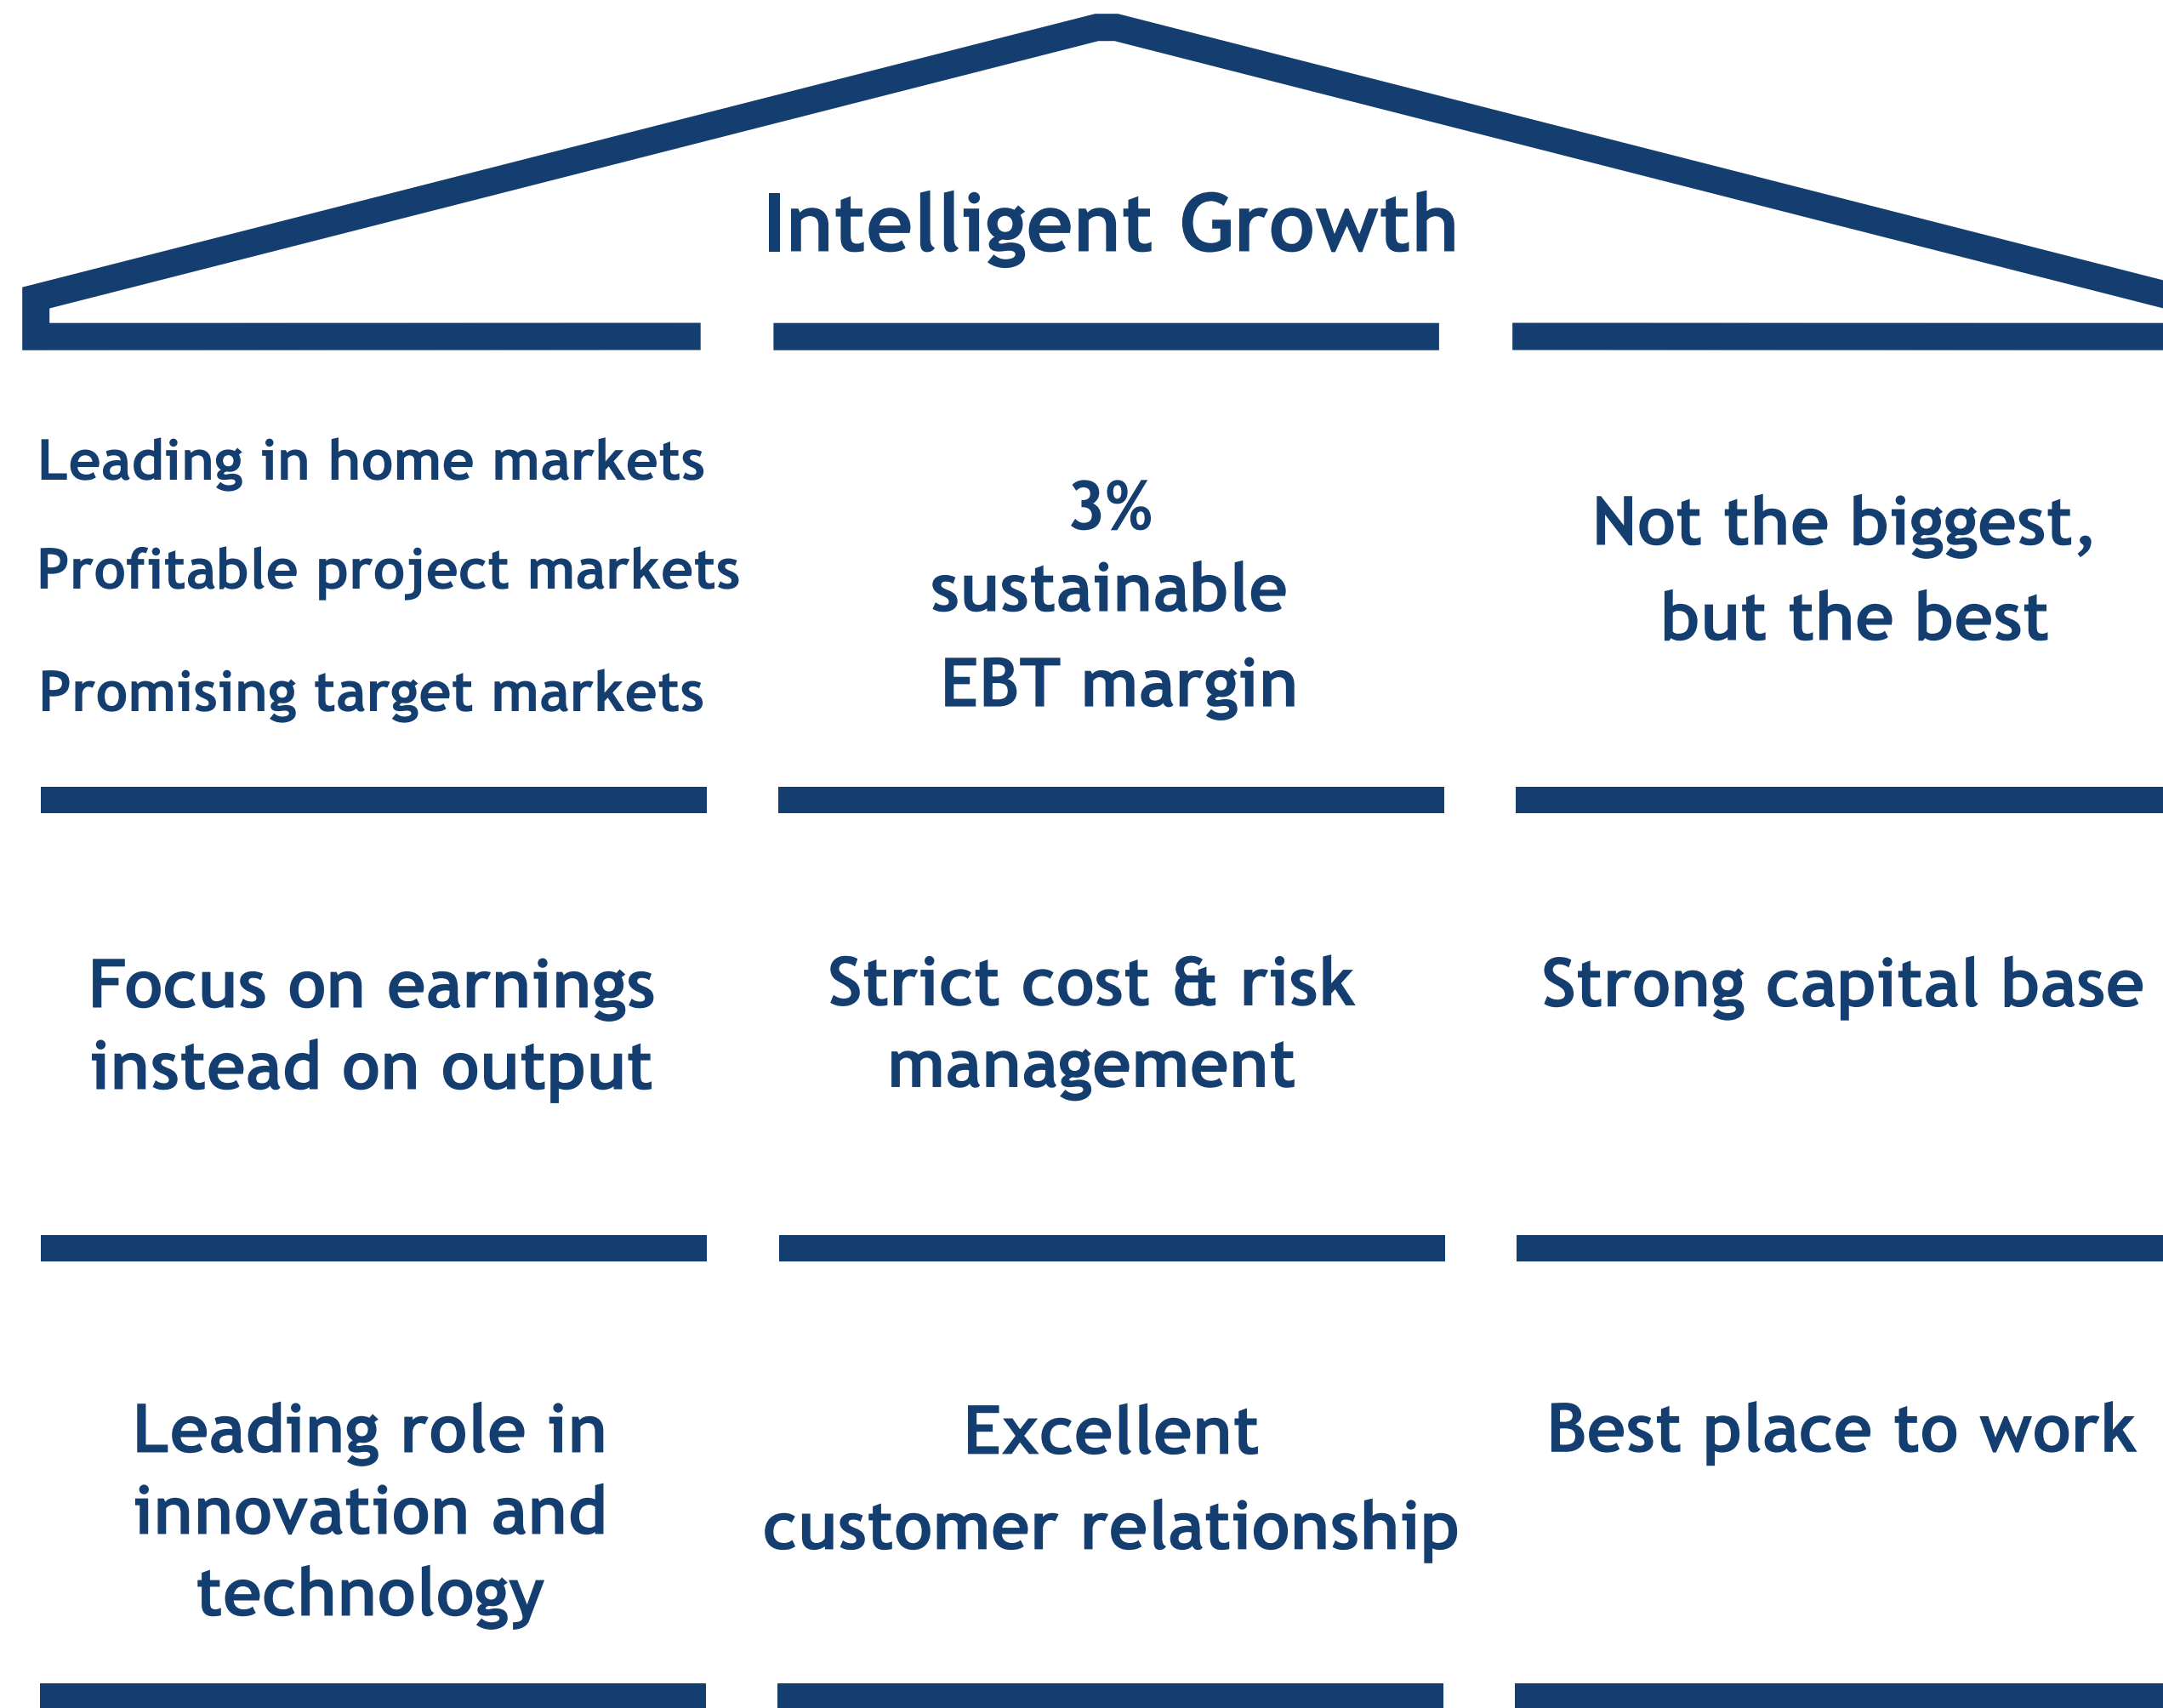 Intelligent Growth
Leading in home markets
Profitable project markets
Promising target markets
3%
sustainable
EBT margin
Not the biggest,
but the best
Focus on earnings
instead on output
Strict cost & risk
management
Strong capital base
Leading role in
innovation and
technology
Excellent
customer relationship
Best place to work